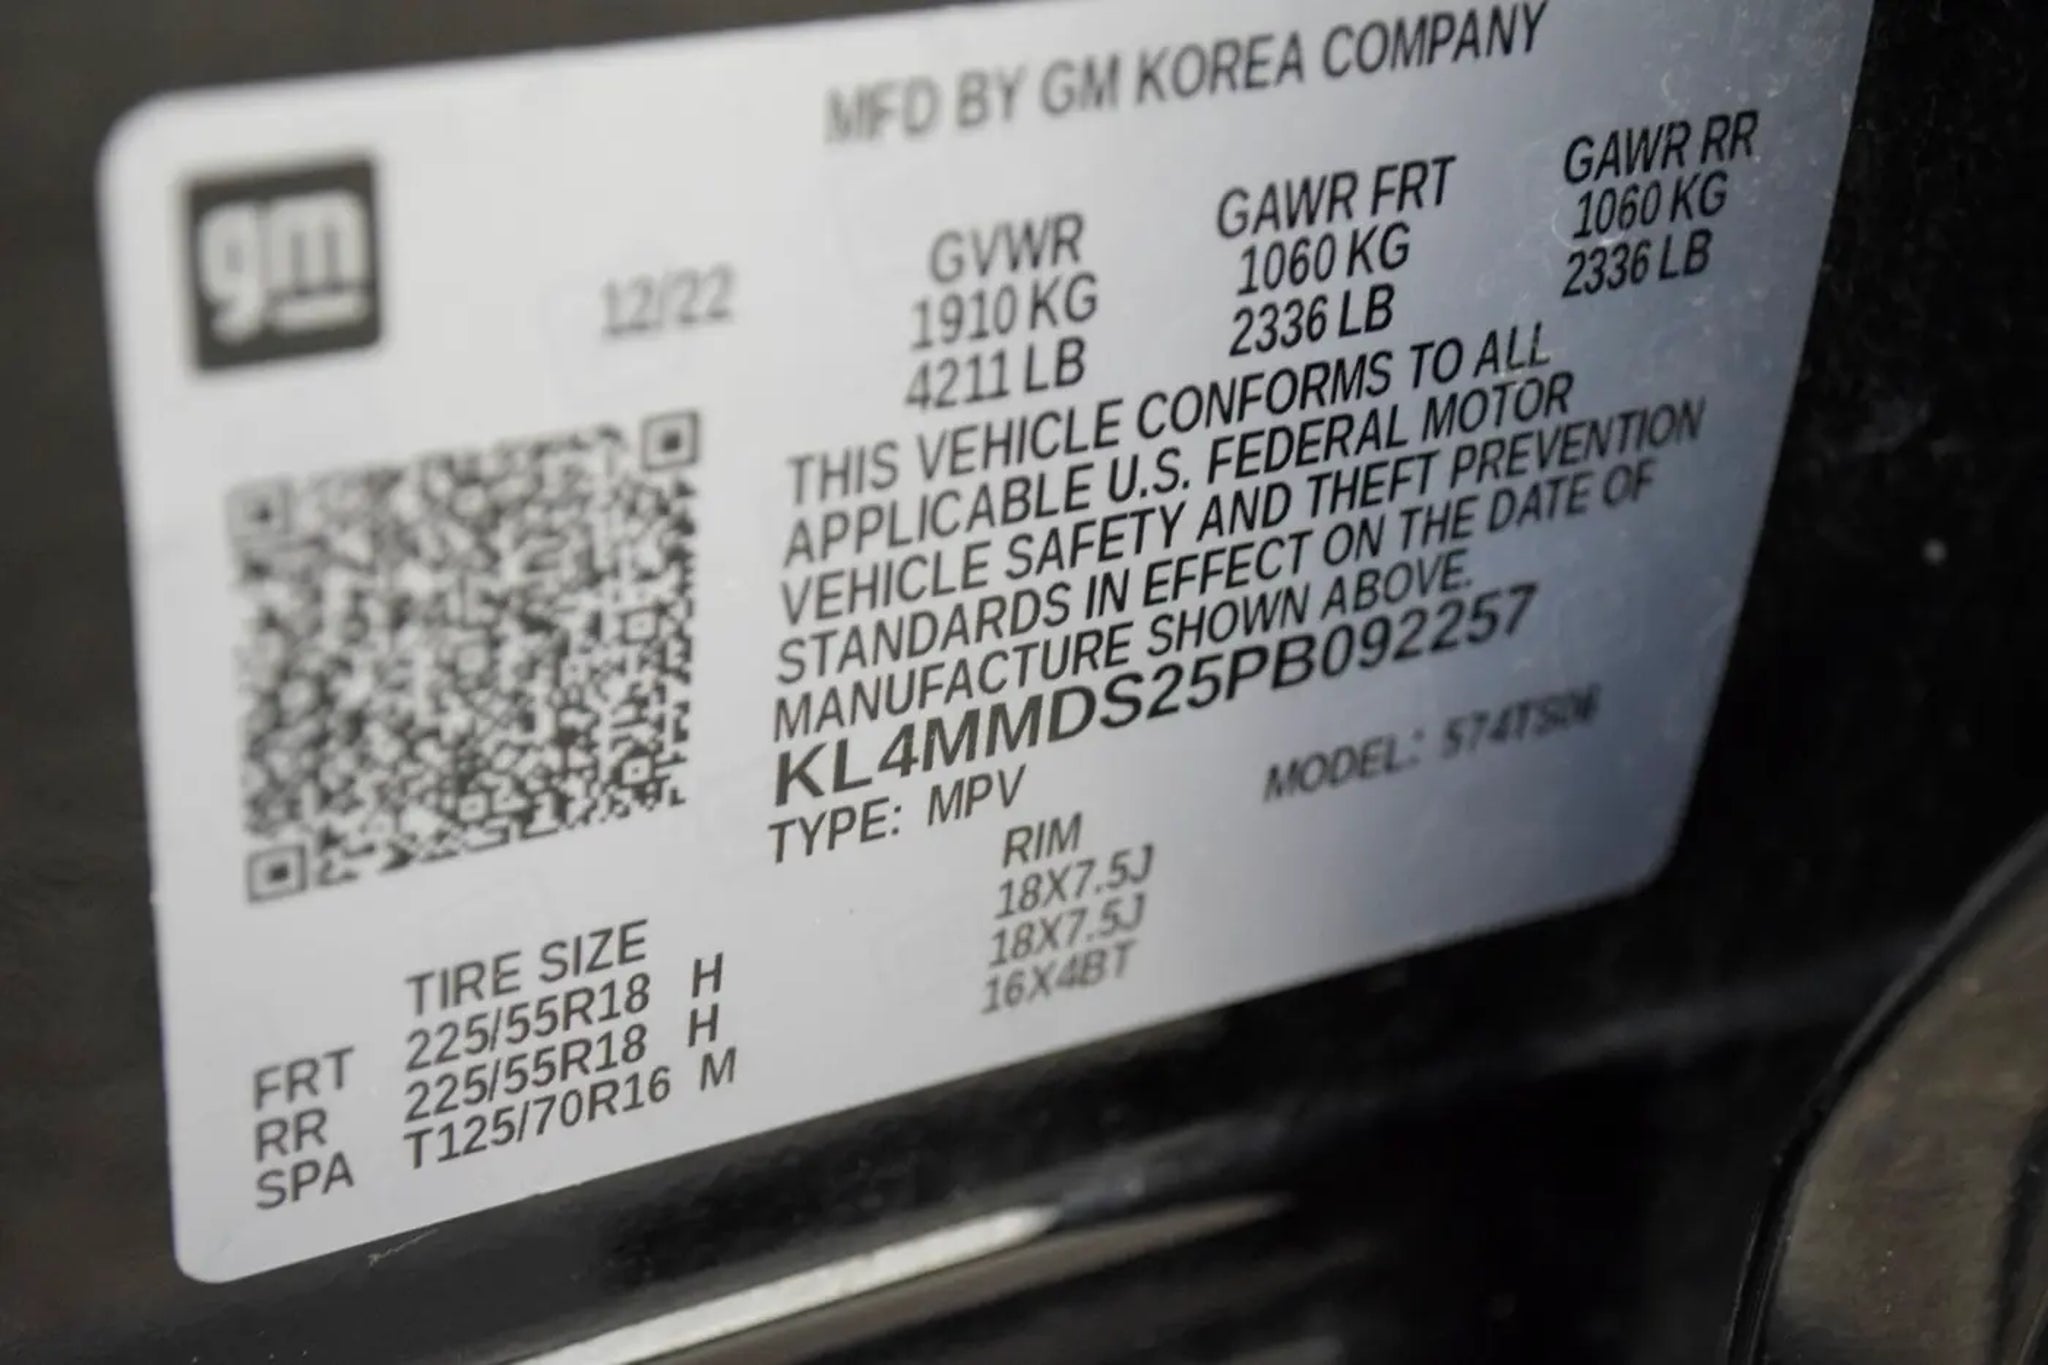 MFD BY GM KOREA COMPANY
gm
12/22
GVWR GAWR FRT GAWR RR
1910 KG 1060 KG 1060 KG
4211 LB 2336 LB 2336 LB
THIS VEHICLE CONFORMS TO ALL
APPLICABLE U.S. FEDERAL MOTOR
VEHICLE SAFETY AND THEFT PREVENTION
STANDARDS IN EFFECT ON THE DATE OF
MANUFACTURE SHOWN ABOVE.
KL4MMDS25PB092257
TYPE: MPV MODEL: S74TS06
TIRE SIZE RIM
FRT 225/55R18 H 18X7.5J
RR 225/55R18 H 18X7.5J
SPA T125/70R16 M 16X4BT